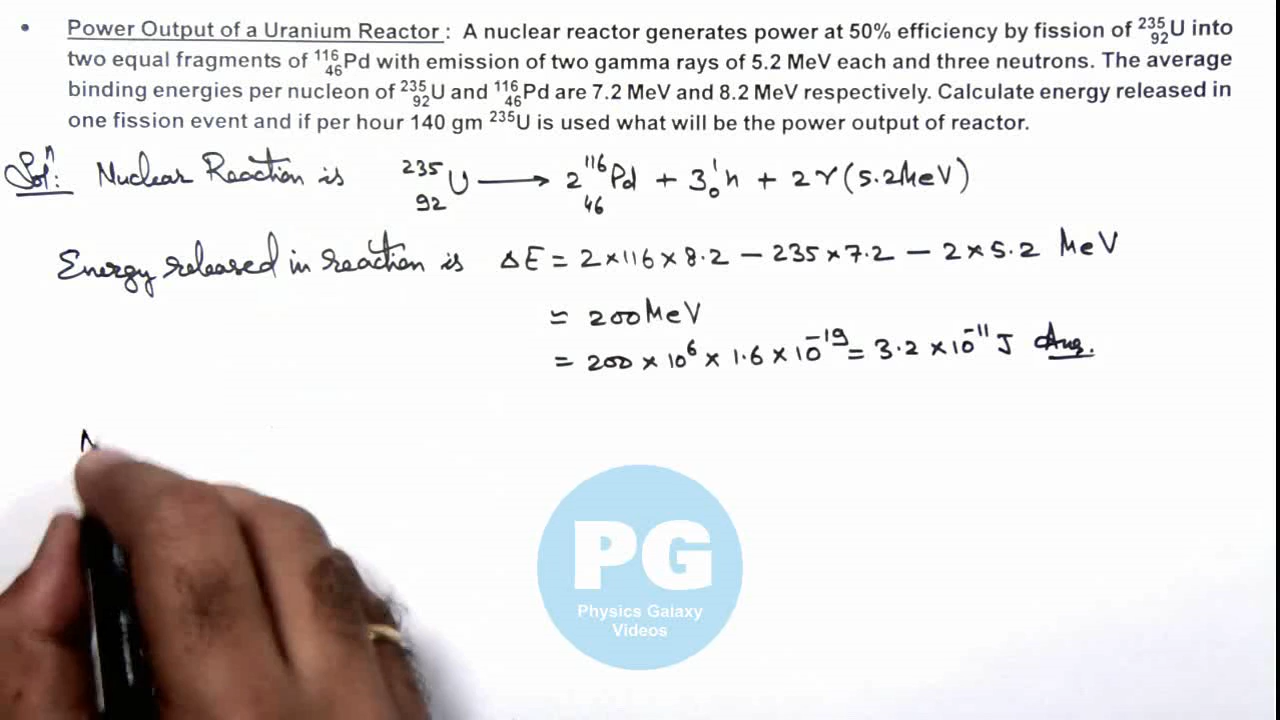 • Power Output of a Uranium Reactor : A nuclear reactor generates power at 50% efficiency by fission of ²³⁵₉₂U into
two equal fragments of ¹¹⁶₄₆Pd with emission of two gamma rays of 5.2 MeV each and three neutrons. The average
binding energies per nucleon of ²³⁵₉₂U and ¹¹⁶₄₆Pd are 7.2 MeV and 8.2 MeV respectively. Calculate energy released in
one fission event and if per hour 140 gm ²³⁵U is used what will be the power output of reactor.
Solⁿ: Nuclear Reaction is ²³⁵₉₂U ⟶ 2 ¹¹⁶₄₆Pd + 3 ¹₀n + 2γ (5.2MeV)
Energy released in reaction is ΔE = 2×116×8.2 − 235×7.2 − 2×5.2 MeV
≃ 200MeV
= 200 × 10⁶ × 1.6 × 10⁻¹⁹ = 3.2 × 10⁻¹¹ J Ans.
PG
Physics Galaxy
Videos